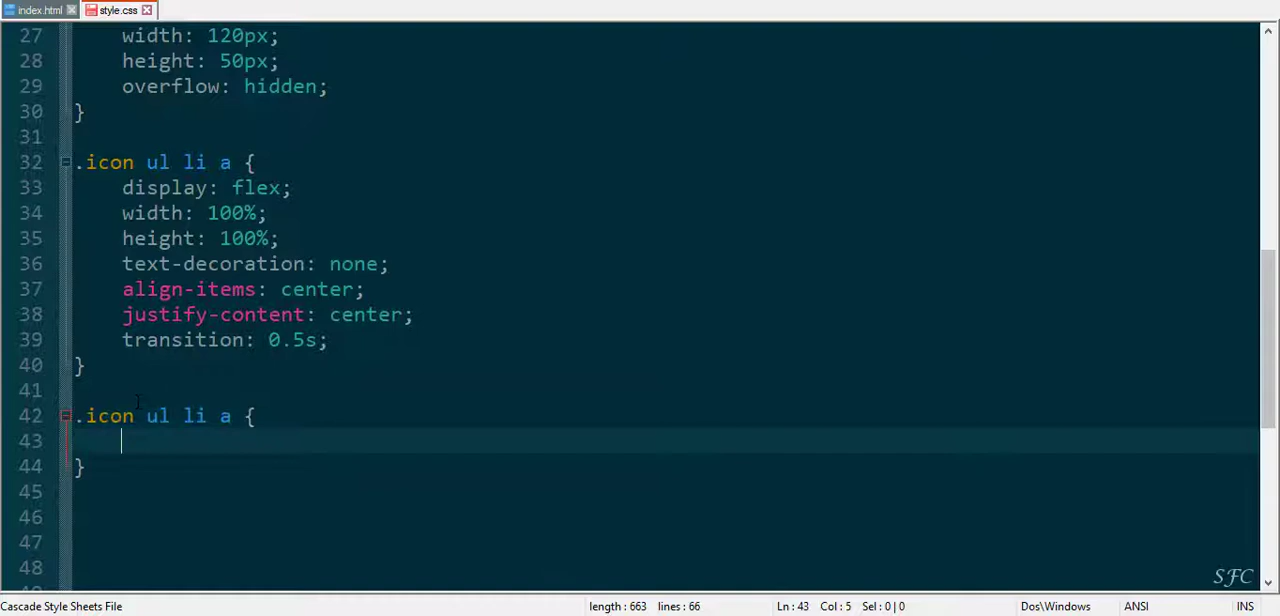 index.html style.css
27 width: 120px;
28 height: 50px;
29 overflow: hidden;
30 }
31
32 .icon ul li a {
33 display: flex;
34 width: 100%;
35 height: 100%;
36 text-decoration: none;
37 align-items: center;
38 justify-content: center;
39 transition: 0.5s;
40 }
41
42 .icon ul li a {
43
44 }
45
46
47
48
SFC
Cascade Style Sheets File length : 663 lines : 66 Ln : 43 Col : 5 Sel : 0 | 0 Dos\Windows ANSI INS